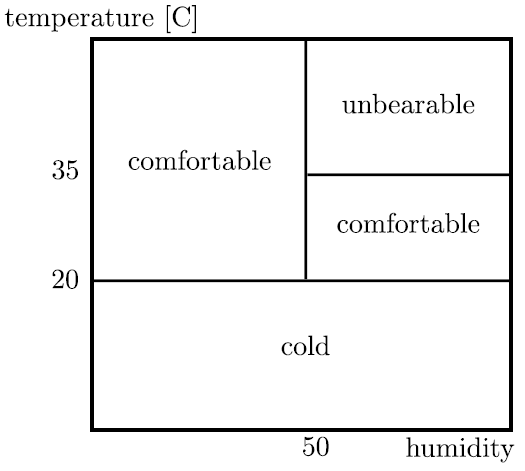 temperature [C]
unbearable
comfortable
35
comfortable
20
cold
50
humidity